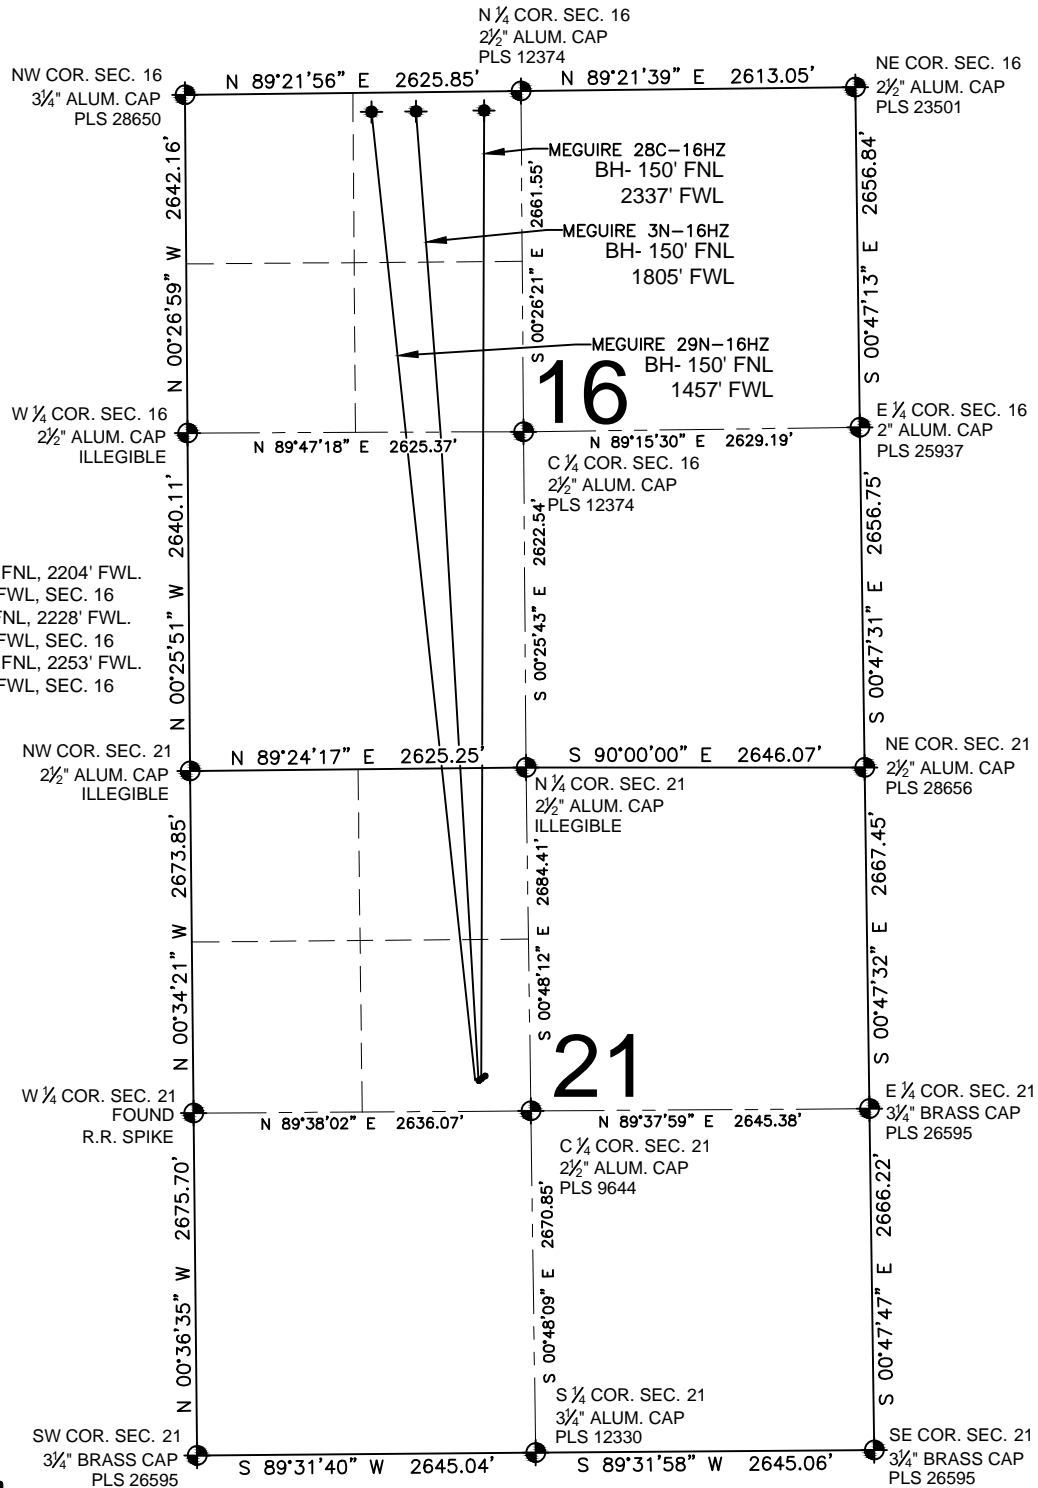 N ¼ COR. SEC. 16
2½" ALUM. CAP
PLS 12374
NW COR. SEC. 16
3¼" ALUM. CAP
PLS 28650
N 89°21'56" E 2625.85'
N 89°21'39" E 2613.05'
NE COR. SEC. 16
2½" ALUM. CAP
PLS 23501
N 00°26'59" W 2642.16'
MEGUIRE 28C-16HZ
BH- 150' FNL
2337' FWL
MEGUIRE 3N-16HZ
BH- 150' FNL
1805' FWL
MEGUIRE 29N-16HZ
BH- 150' FNL
1457' FWL
S 00°26'21" E 2661.55'
S 00°47'13" E 2656.84'
16
W ¼ COR. SEC. 16
2½" ALUM. CAP
ILLEGIBLE
N 89°47'18" E 2625.37'
N 89°15'30" E 2629.19'
E ¼ COR. SEC. 16
2" ALUM. CAP
PLS 25937
C ¼ COR. SEC. 16
2½" ALUM. CAP
PLS 12374
FNL, 2204' FWL.
FWL, SEC. 16
FNL, 2228' FWL.
FWL, SEC. 16
FNL, 2253' FWL.
FWL, SEC. 16
N 00°25'51" W 2640.11'
S 00°25'43" E 2622.54'
S 00°47'31" E 2656.75'
NW COR. SEC. 21
2½" ALUM. CAP
ILLEGIBLE
N 89°24'17" E 2625.25'
S 90°00'00" E 2646.07'
NE COR. SEC. 21
2½" ALUM. CAP
PLS 28656
N ¼ COR. SEC. 21
2½" ALUM. CAP
ILLEGIBLE
N 00°34'21" W 2673.85'
S 00°48'12" E 2684.41'
S 00°47'32" E 2667.45'
21
W ¼ COR. SEC. 21
FOUND
R.R. SPIKE
N 89°38'02" E 2636.07'
N 89°37'59" E 2645.38'
E ¼ COR. SEC. 21
3¼" BRASS CAP
PLS 26595
C ¼ COR. SEC. 21
2½" ALUM. CAP
PLS 9644
N 00°36'35" W 2675.70'
S 00°48'09" E 2670.85'
S 00°47'47" E 2666.22'
S ¼ COR. SEC. 21
3¼" ALUM. CAP
PLS 12330
SW COR. SEC. 21
3¼" BRASS CAP
PLS 26595
S 89°31'40" W 2645.04'
S 89°31'58" W 2645.06'
SE COR. SEC. 21
3¼" BRASS CAP
PLS 26595